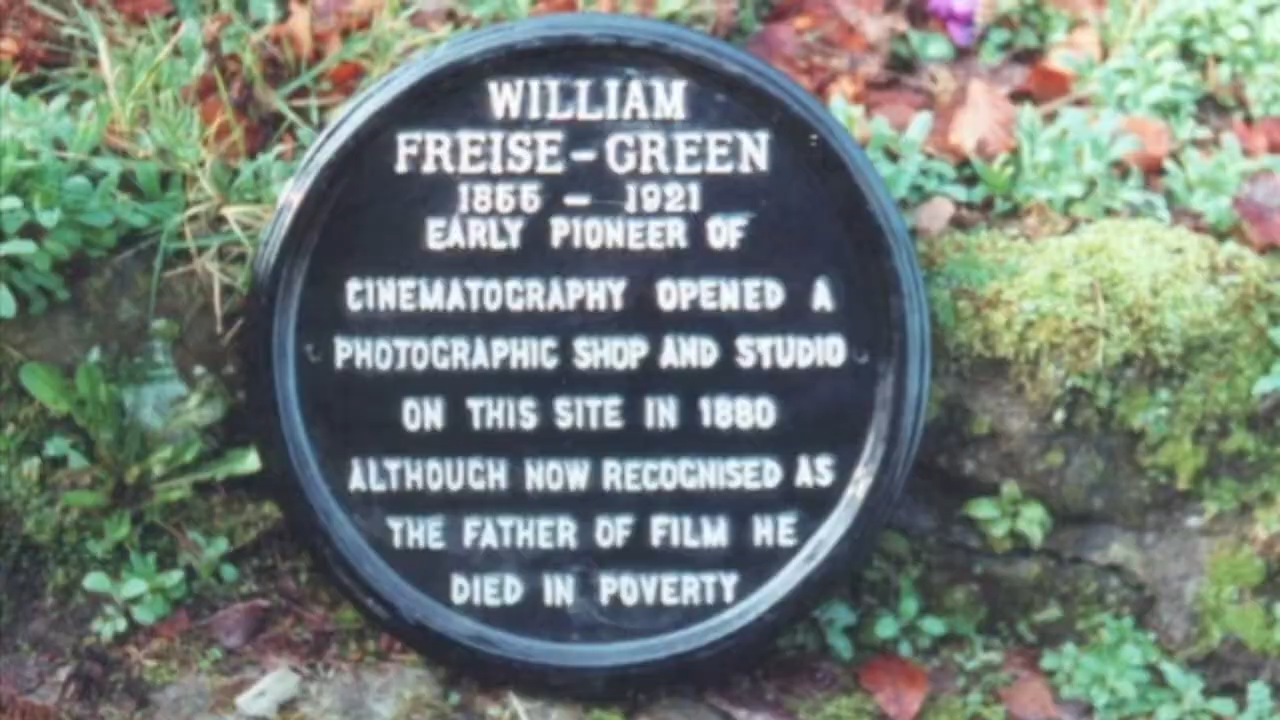 WILLIAM
FREISE-GREEN
1855 - 1921
EARLY PIONEER OF
CINEMATOGRAPHY OPENED A
PHOTOGRAPHIC SHOP AND STUDIO
ON THIS SITE IN 1880
ALTHOUGH NOW RECOGNISED AS
THE FATHER OF FILM HE
DIED IN POVERTY